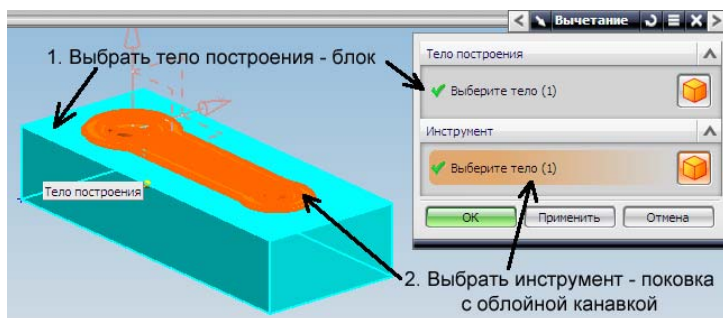 Вычетание
1. Выбрать тело построения - блок
Тело построения
Выберите тело (1)
Инструмент
Выберите тело (1)
Тело построения
OK Применить Отмена
2. Выбрать инструмент - поковка
с облойной канавкой